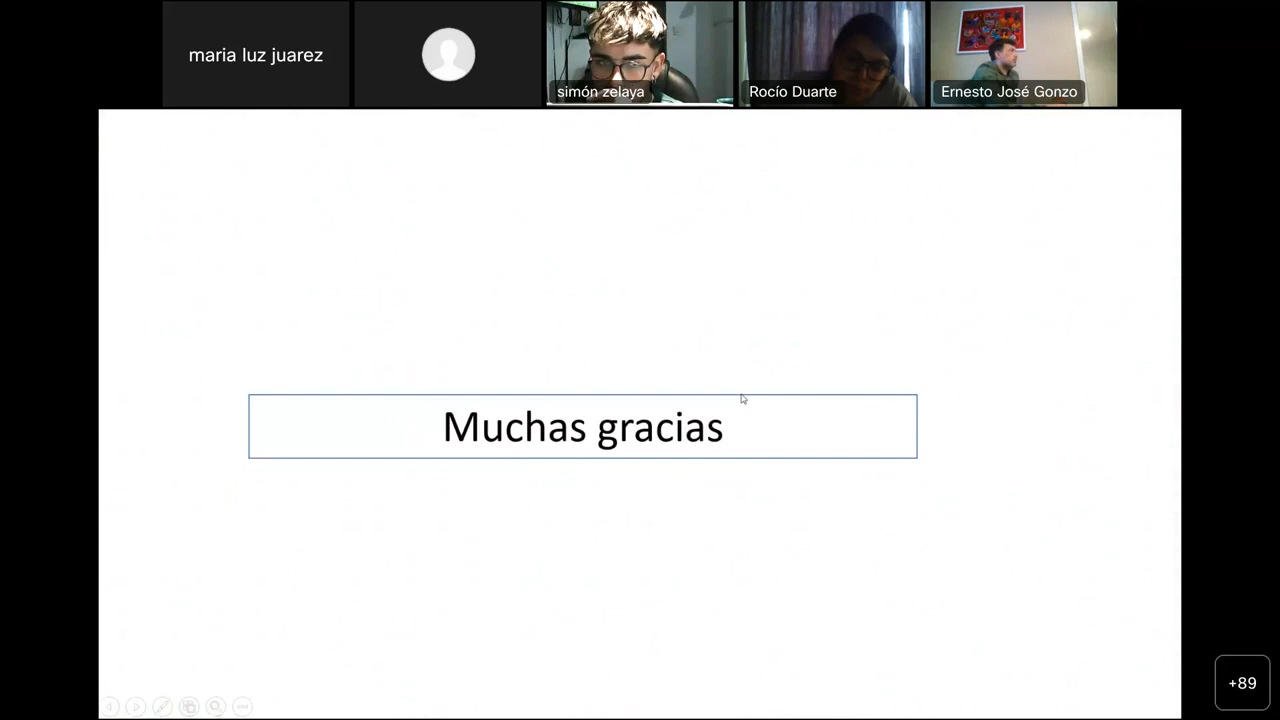 maria luz juarez
simón zelaya
Rocío Duarte
Ernesto José Gonzo
Muchas gracias
+89